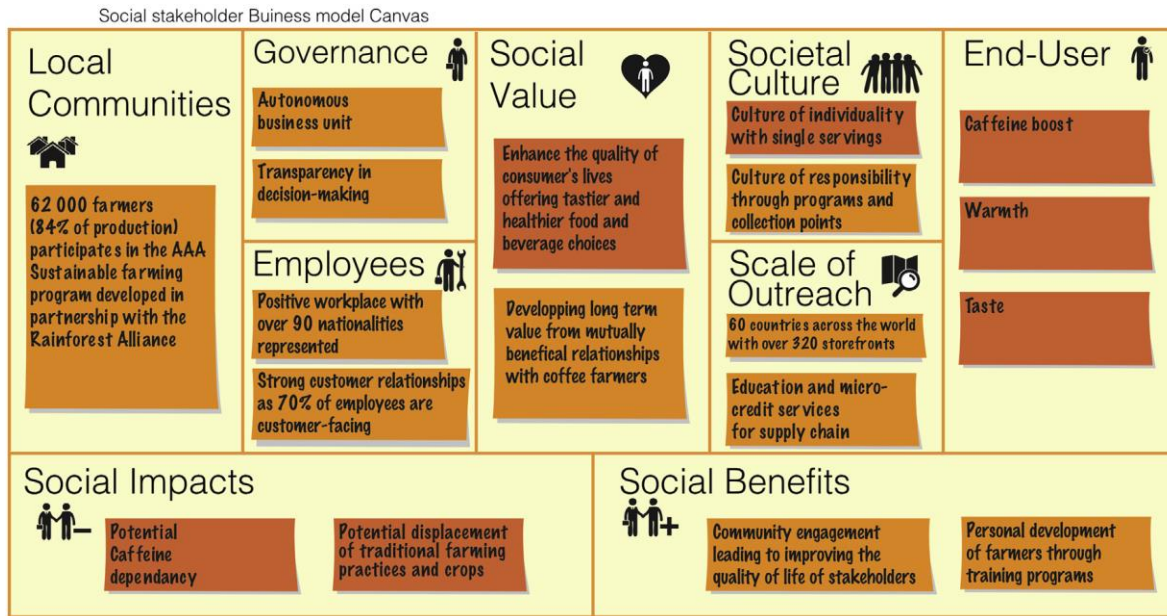 Social stakeholder Buiness model Canvas
Local
Communities
62 000 farmers
(84% of production)
participates in the AAA
Sustainable farming
program developed in
partnership with the
Rainforest Alliance
Governance
Autonomous
business unit
Transparency in
decision-making
Employees
Positive workplace with
over 90 nationalities
represented
Strong customer relationships
as 70% of employees are
customer-facing
Social
Value
Enhance the quality of
consumer's lives
offering tastier and
healthier food and
beverage choices
Developping long term
value from mutually
benefical relationships
with coffee farmers
Societal
Culture
Culture of individuality
with single servings
Culture of responsibility
through programs and
collection points
Scale of
Outreach
60 countries across the world
with over 320 storefronts
Education and micro-
credit services
for supply chain
End-User
Caffeine boost
Warmth
Taste
Social Impacts
Potential
Caffeine
dependancy
Potential displacement
of traditional farming
practices and crops
Social Benefits
Community engagement
leading to improving the
quality of life of stakeholders
Personal development
of farmers through
training programs